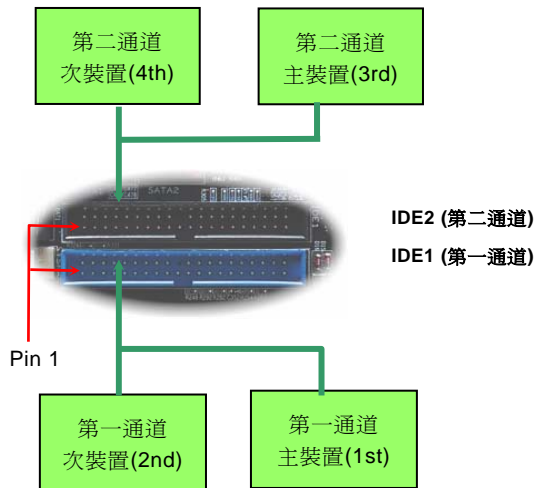 第二通道
次裝置(4th)
第二通道
主裝置(3rd)
SATA2
IDE2 (第二通道)
IDE1 (第一通道)
Pin 1
第一通道
次裝置(2nd)
第一通道
主裝置(1st)